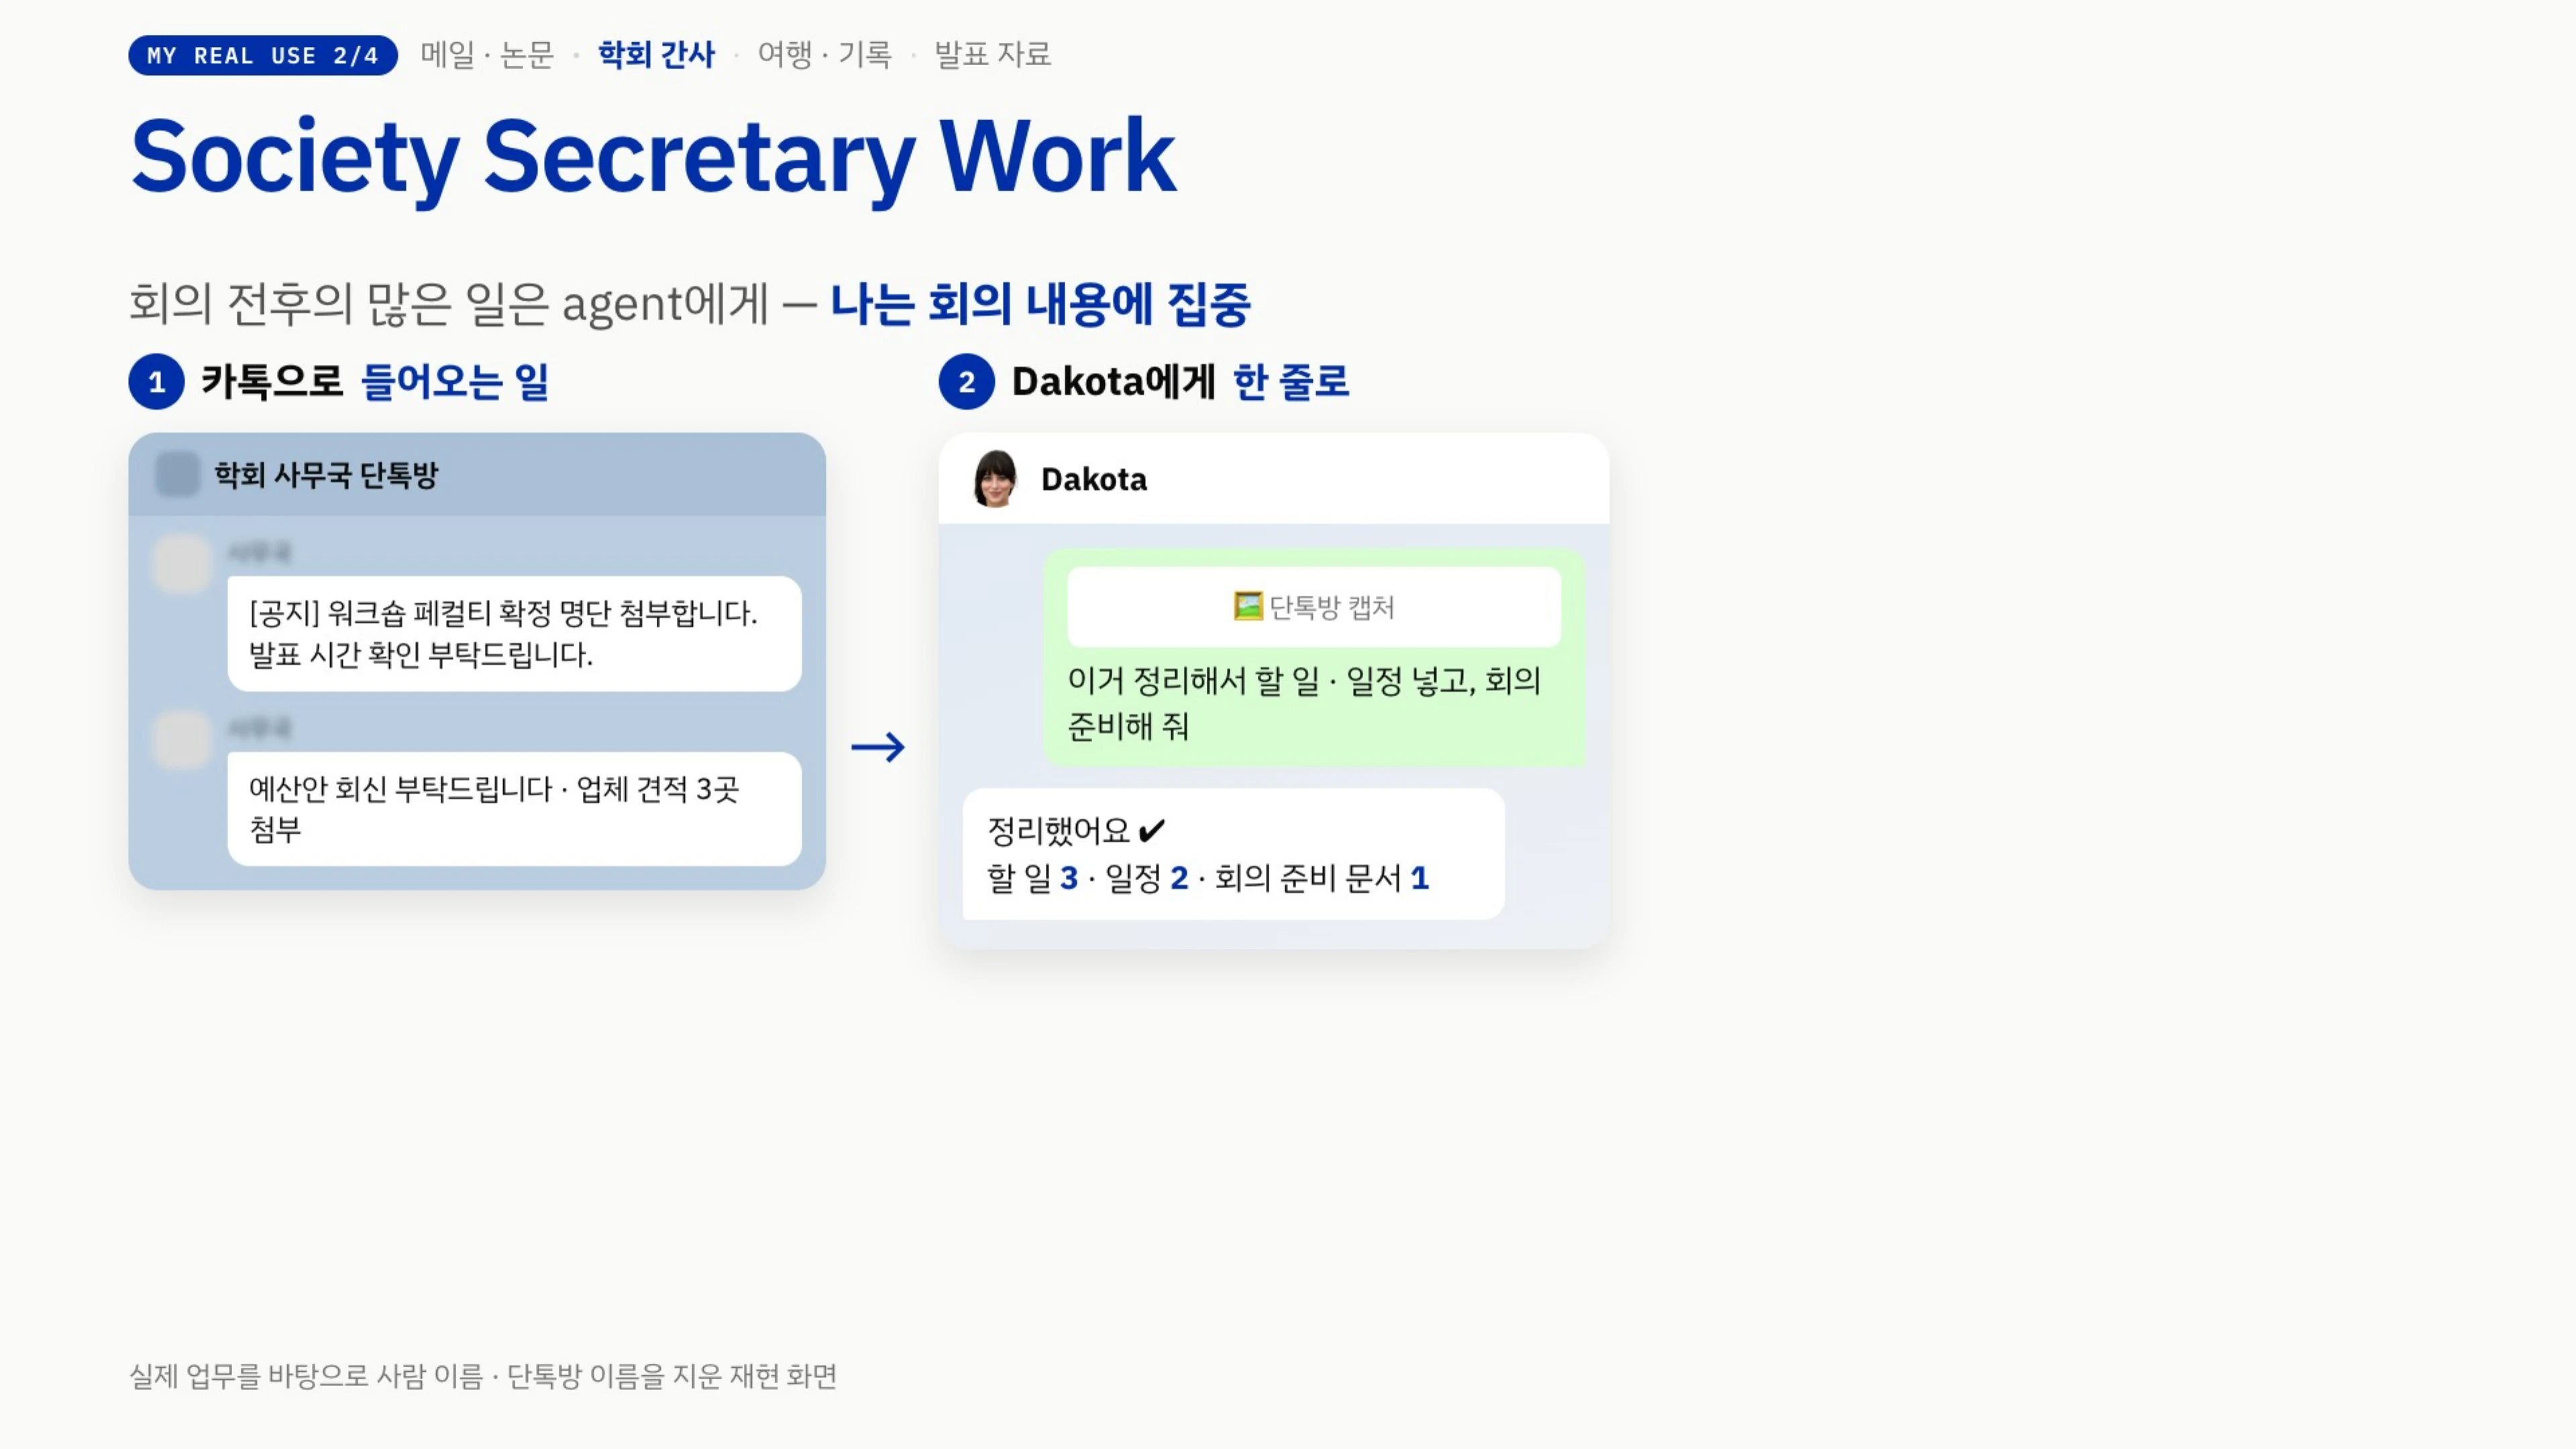 MY REAL USE 2/4 메일 · 논문 · 학회 간사 · 여행 · 기록 · 발표 자료
Society Secretary Work
회의 전후의 많은 일은 agent에게 — 나는 회의 내용에 집중
1 카톡으로 들어오는 일
학회 사무국 단톡방
사무국
[공지] 워크숍 페컬티 확정 명단 첨부합니다.
발표 시간 확인 부탁드립니다.
사무국
예산안 회신 부탁드립니다 · 업체 견적 3곳
첨부
→
2 Dakota에게 한 줄로
Dakota
🖼️ 단톡방 캡처
이거 정리해서 할 일 · 일정 넣고, 회의
준비해 줘
정리했어요 ✔
할 일 3 · 일정 2 · 회의 준비 문서 1
실제 업무를 바탕으로 사람 이름 · 단톡방 이름을 지운 재현 화면